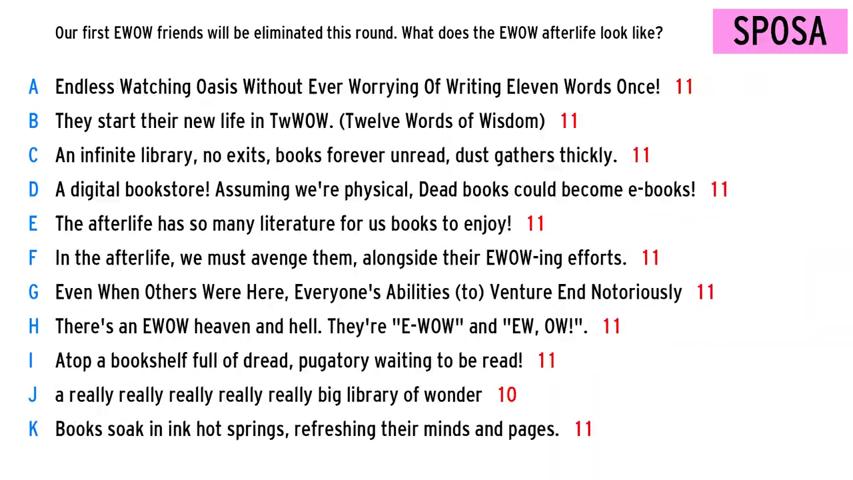 Our first EWOW friends will be eliminated this round. What does the EWOW afterlife look like?
SPOSA
A Endless Watching Oasis Without Ever Worrying Of Writing Eleven Words Once! 11
B They start their new life in TwWOW. (Twelve Words of Wisdom) 11
C An infinite library, no exits, books forever unread, dust gathers thickly. 11
D A digital bookstore! Assuming we're physical, Dead books could become e-books! 11
E The afterlife has so many literature for us books to enjoy! 11
F In the afterlife, we must avenge them, alongside their EWOW-ing efforts. 11
G Even When Others Were Here, Everyone's Abilities (to) Venture End Notoriously 11
H There's an EWOW heaven and hell. They're "E-WOW" and "EW, OW!". 11
I Atop a bookshelf full of dread, pugatory waiting to be read! 11
J a really really really really really big library of wonder 10
K Books soak in ink hot springs, refreshing their minds and pages. 11